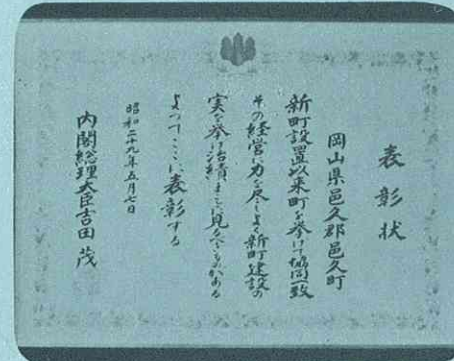 表彰状
岡山県邑久郡邑久町
新町設置以来町を挙げて協同一致
その経営に力を尽しよく新町建設の
実を挙げ治績まことに見るべきものがある
よってここに表彰する
昭和二十九年五月七日
内閣総理大臣吉田茂